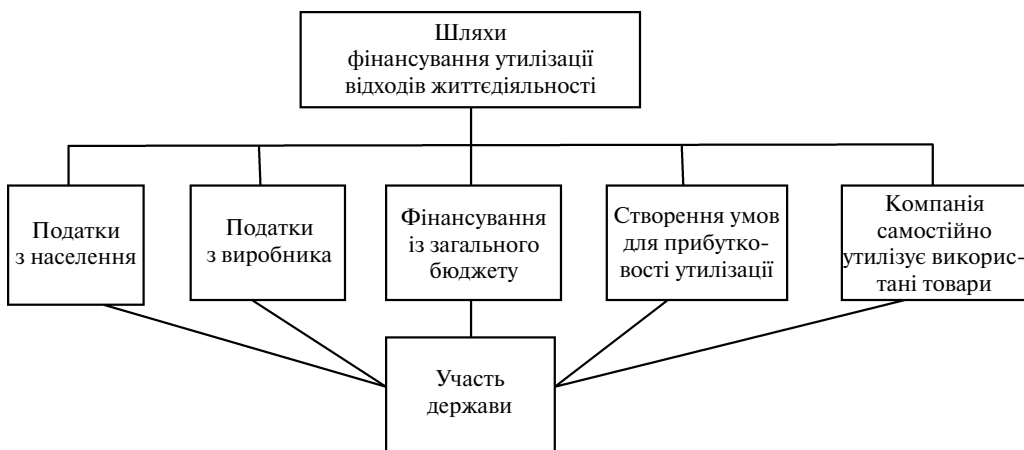 Шляхи
фінансування утилізації
відходів життєдіяльності
Податки
з населення
Податки
з виробника
Фінансування
із загального
бюджету
Створення умов
для прибутко-
вості утилізації
Компанія
самостійно
утилізує викорис-
тані товари
Участь
держави